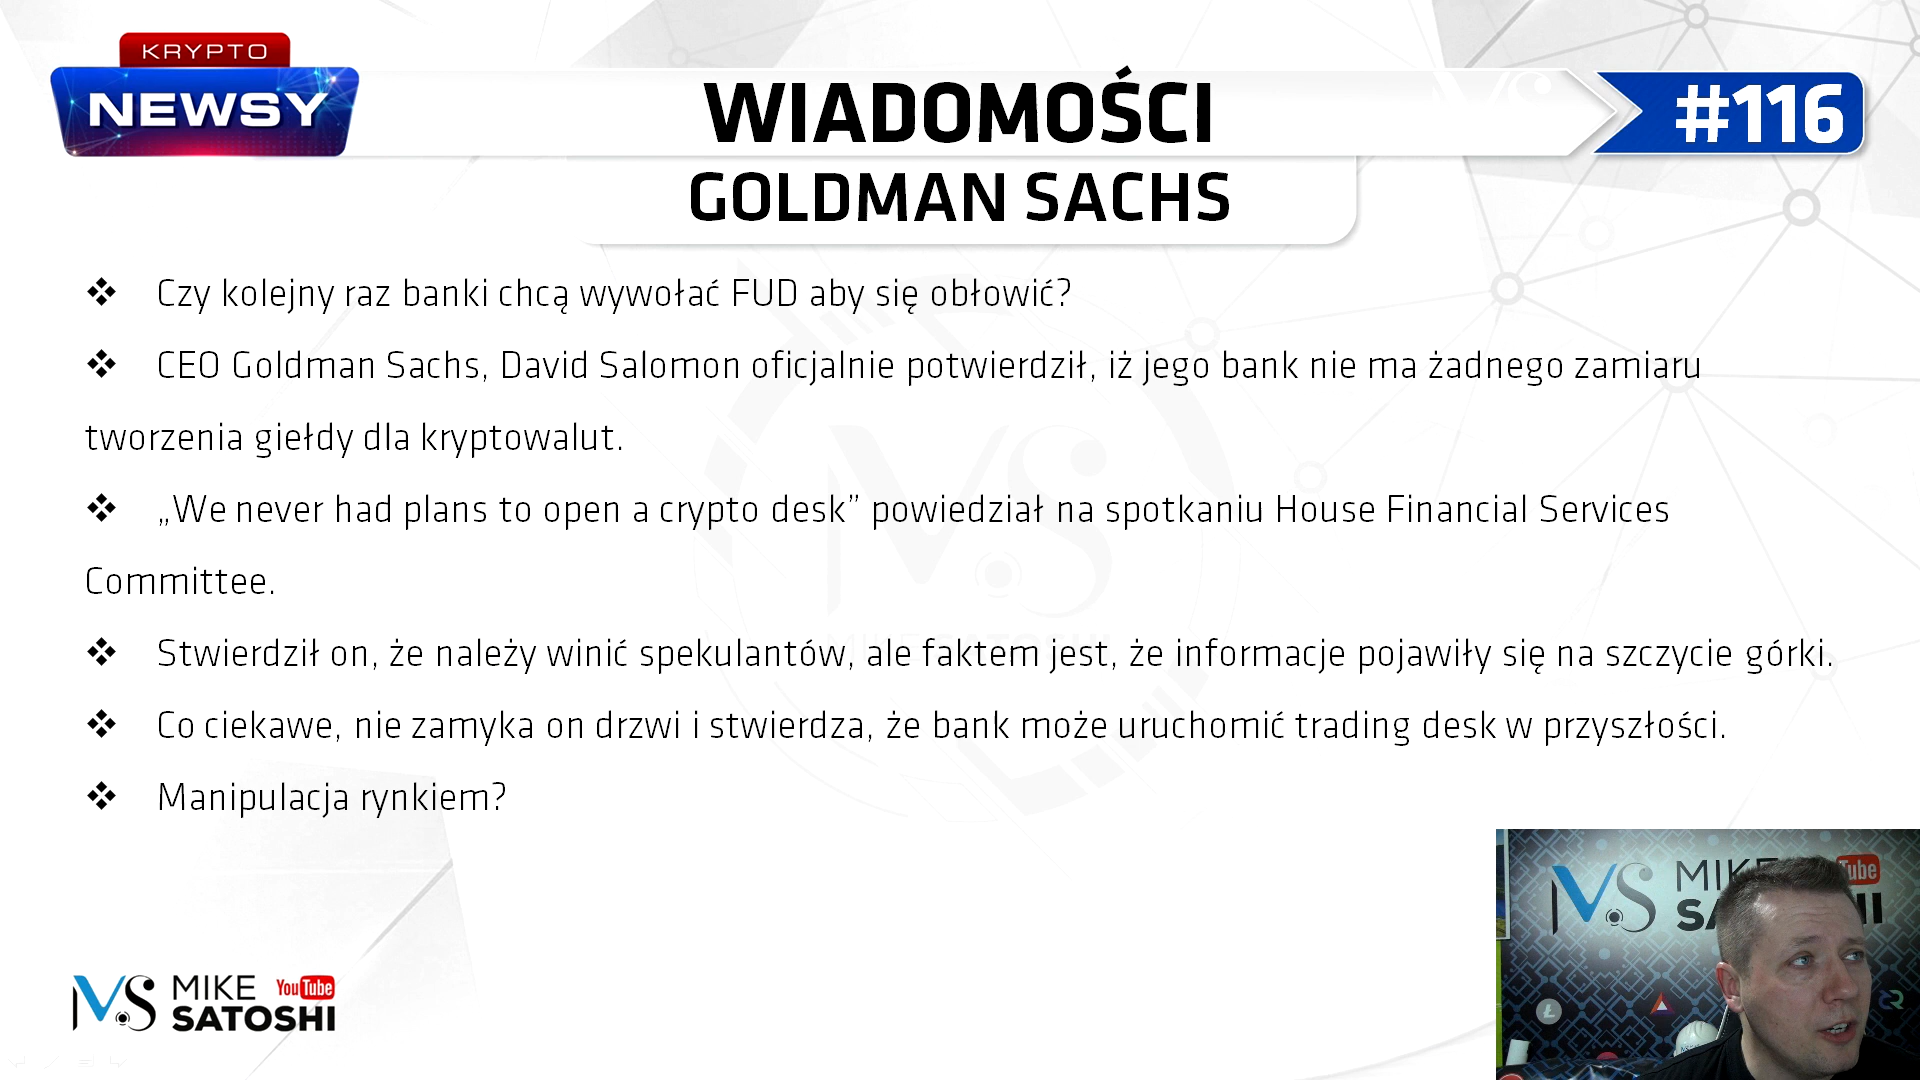 KRYPTO
NEWSY
WIADOMOŚCI
#116
GOLDMAN SACHS
❖ Czy kolejny raz banki chcą wywołać FUD aby się obłowić?
❖ CEO Goldman Sachs, David Salomon oficjalnie potwierdził, iż jego bank nie ma żadnego zamiaru
tworzenia giełdy dla kryptowalut.
❖ „We never had plans to open a crypto desk” powiedział na spotkaniu House Financial Services
Committee.
❖ Stwierdził on, że należy winić spekulantów, ale faktem jest, że informacje pojawiły się na szczycie górki.
❖ Co ciekawe, nie zamyka on drzwi i stwierdza, że bank może uruchomić trading desk w przyszłości.
❖ Manipulacja rynkiem?
MS MIKE YouTube
SATOSHI
MS MIK Tube